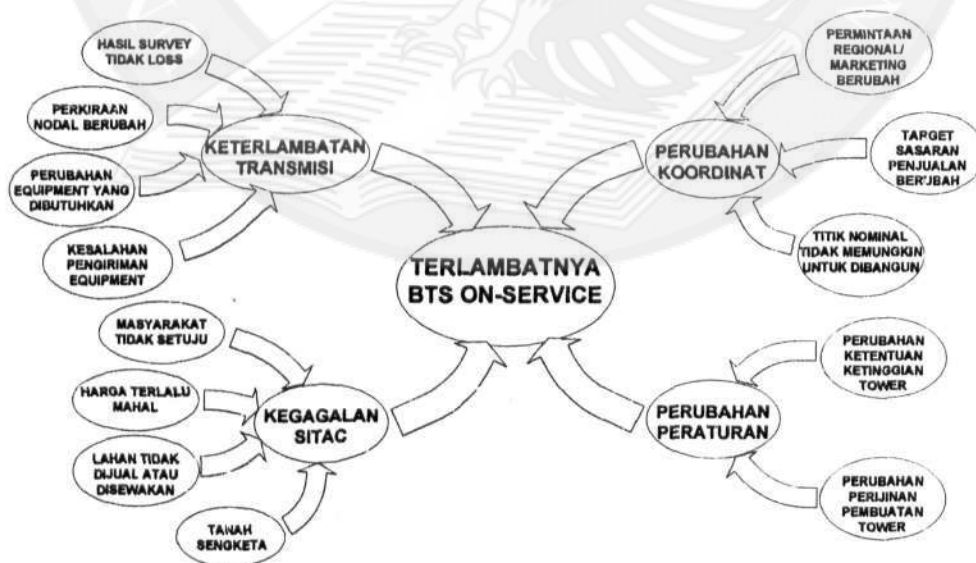 HASIL SURVEY
TIDAK LOSS
PERKIRAAN
NODAL BERUBAH
PERUBAHAN
EQUIPMENT YANG
DIBUTUHKAN
KESALAHAN
PENGIRIMAN
EQUIPMENT
KETERLAMBATAN
TRANSMISI
PERMINTAAN
REGIONAL/
MARKETING
BERUBAH
TARGET
SASARAN
PENJUALAN
BERUBAH
TITIK NOMINAL
TIDAK MEMUNGKIN
UNTUK DIBANGUN
PERUBAHAN
KOORDINAT
TERLAMBATNYA
BTS ON-SERVICE
MASYARAKAT
TIDAK SETUJU
HARGA TERLALU
MAHAL
LAHAN TIDAK
DIJUAL ATAU
DISEWAKAN
TANAH
SENGKETA
KEGAGALAN
SITAC
PERUBAHAN
KETENTUAN
KETINGGIAN
TOWER
PERUBAHAN
PERIJINAN
PEMBUATAN
TOWER
PERUBAHAN
PERATURAN